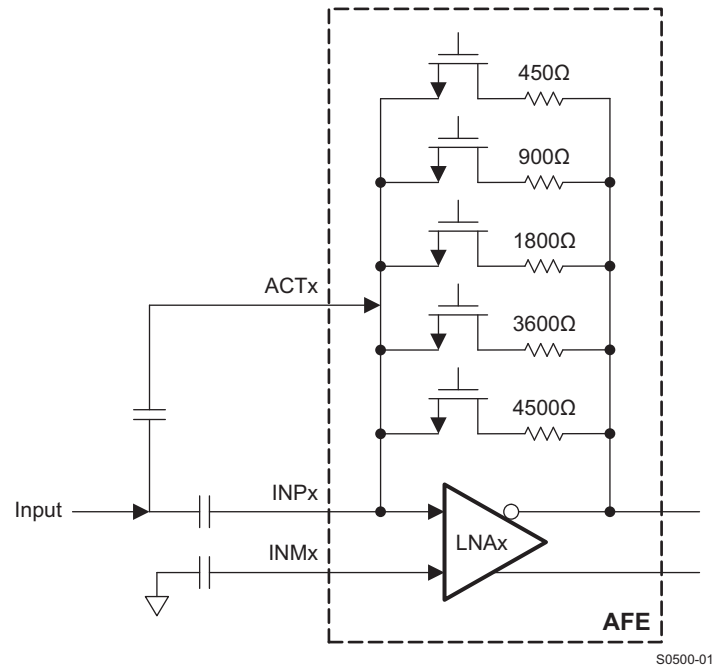 450Ω
900Ω
1800Ω
ACTx
3600Ω
4500Ω
Input
INPx
LNAx
INMx
AFE
S0500-01